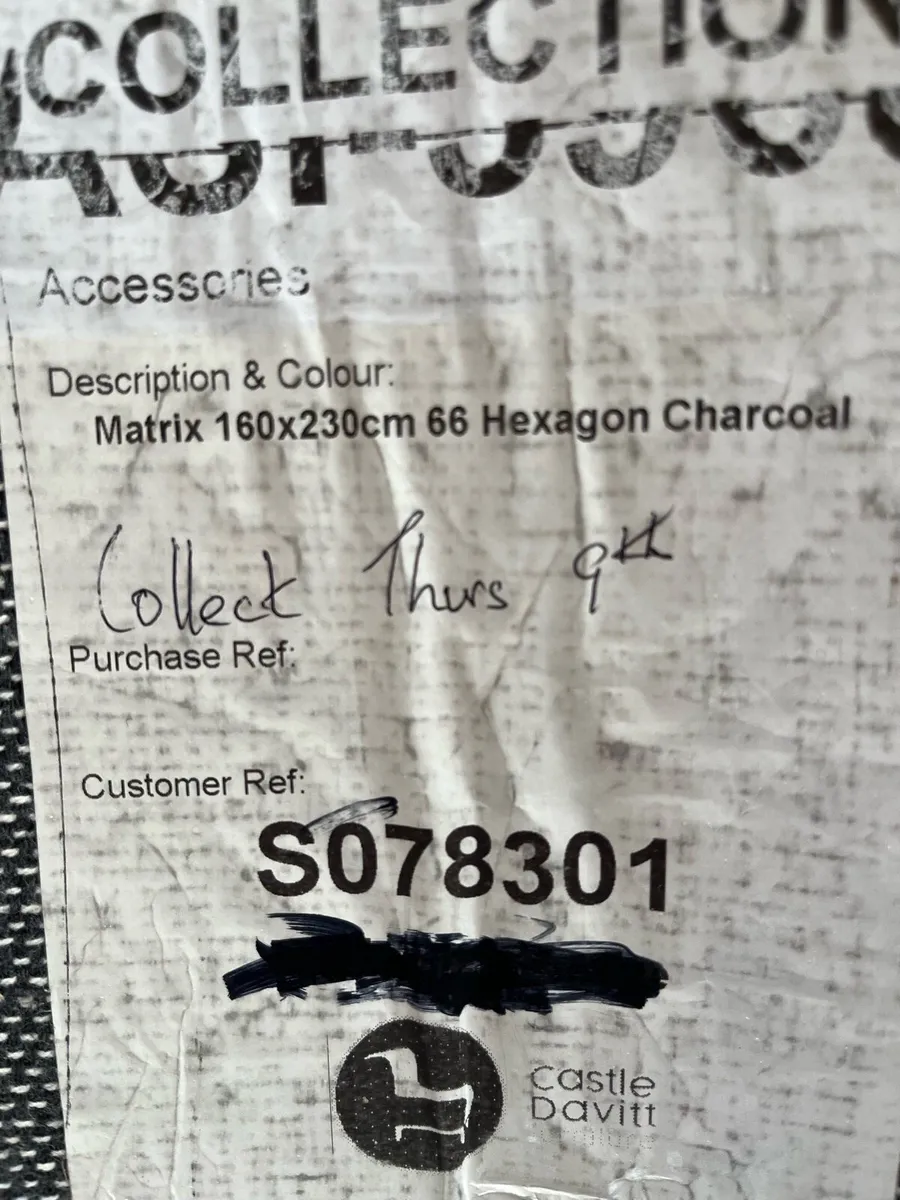 COLLECTION
Accessories
Description & Colour:
Matrix 160x230cm 66 Hexagon Charcoal
Collect Thurs 9th
Purchase Ref:
Customer Ref:
S078301
Castle
Davitt